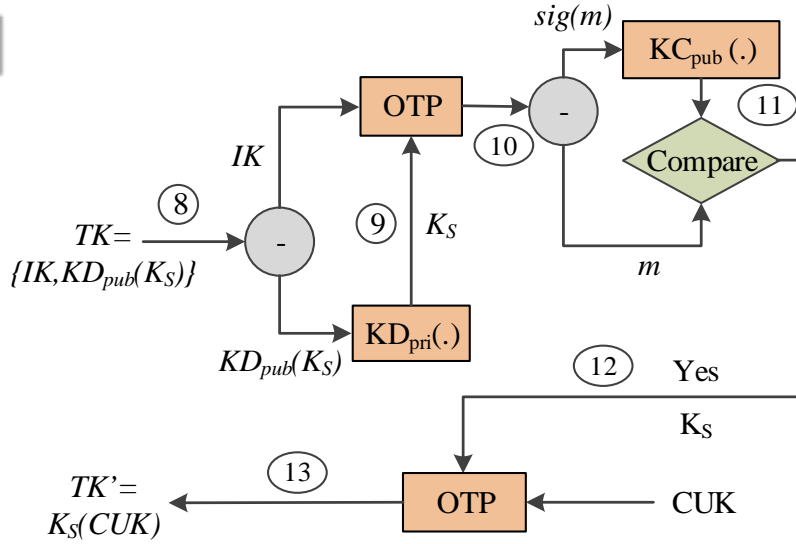 sig(m)
KCpub (.)
OTP
-
11
10
IK
Compare
8
9
KS
TK=
{IK,KDpub(KS)}
-
m
KDpri(.)
KDpub(KS)
12
Yes
KS
13
TK’=
KS(CUK)
OTP
CUK